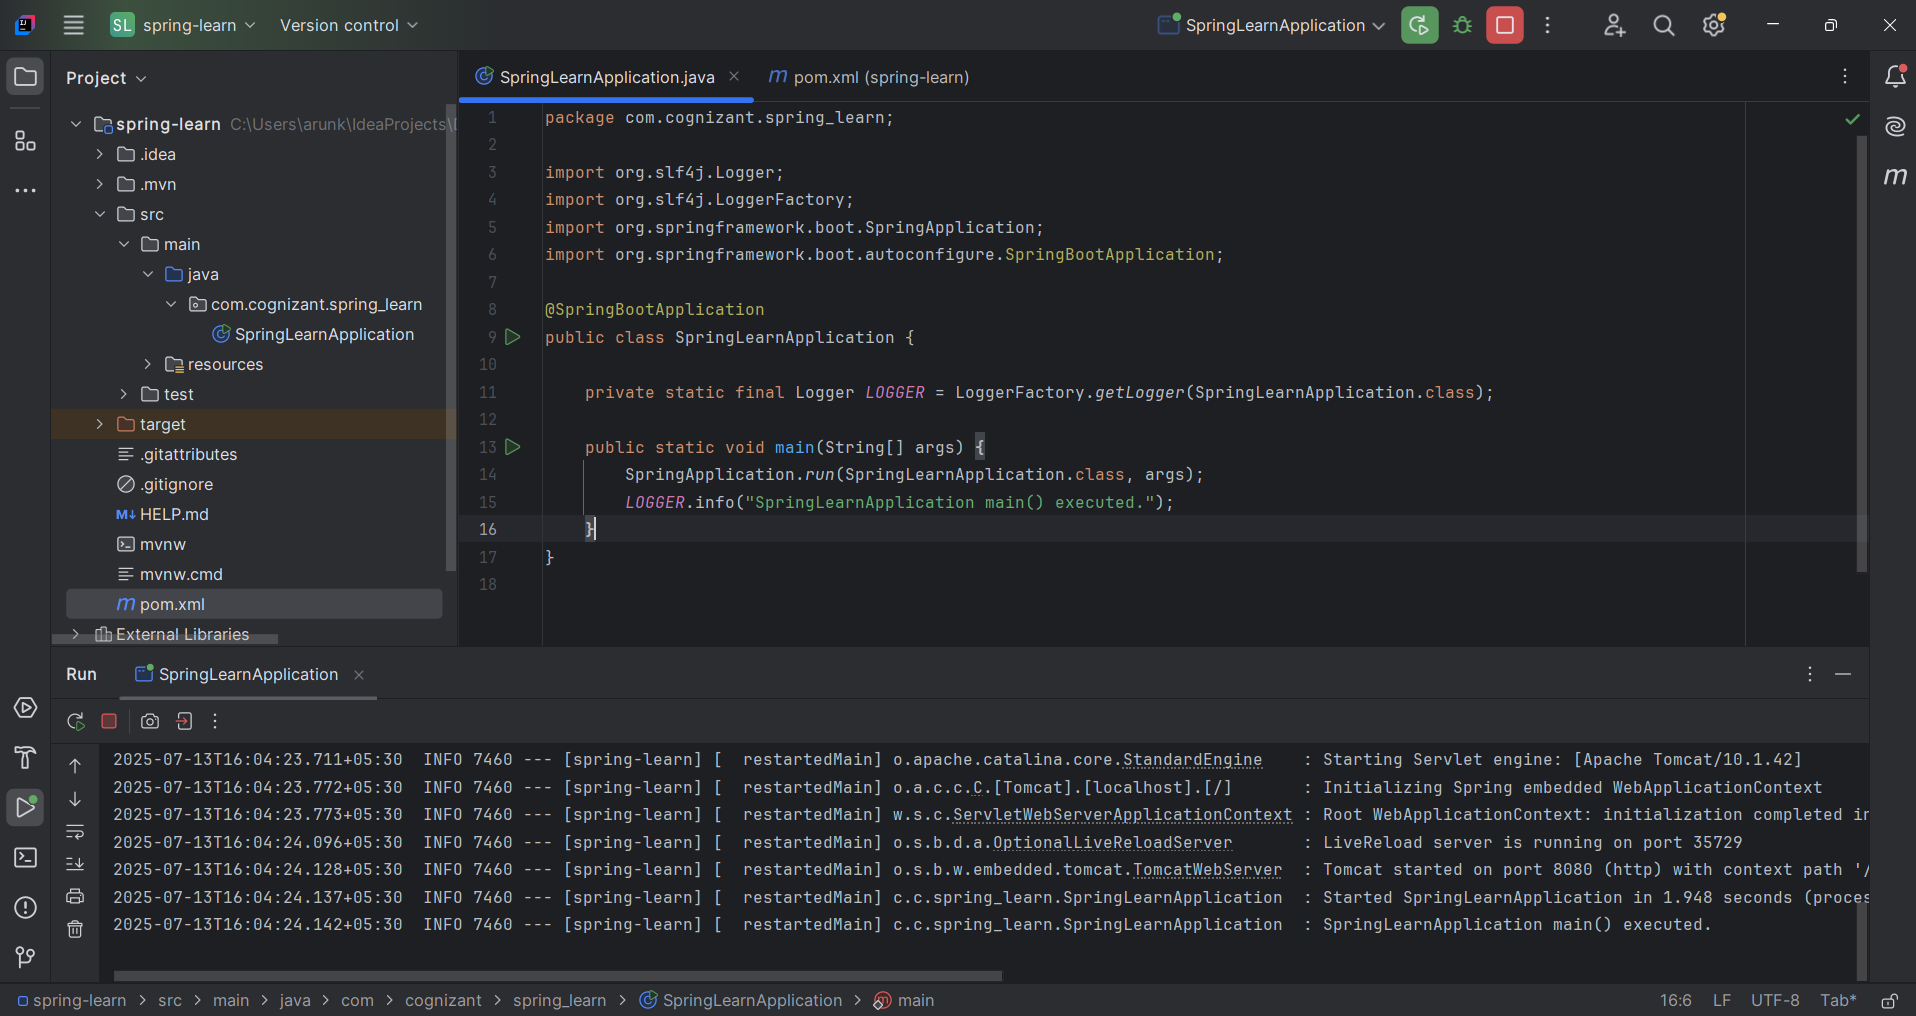 SL spring-learn Version control SpringLearnApplication
Project
spring-learn C:\Users\arunk\IdeaProjects\
.idea
.mvn
src
main
java
com.cognizant.spring_learn
SpringLearnApplication
resources
test
target
.gitattributes
.gitignore
M↓ HELP.md
mvnw
mvnw.cmd
m pom.xml
External Libraries
SpringLearnApplication.java m pom.xml (spring-learn)
1 package com.cognizant.spring_learn;
2
3 import org.slf4j.Logger;
4 import org.slf4j.LoggerFactory;
5 import org.springframework.boot.SpringApplication;
6 import org.springframework.boot.autoconfigure.SpringBootApplication;
7
8 @SpringBootApplication
9 public class SpringLearnApplication {
10
11 private static final Logger LOGGER = LoggerFactory.getLogger(SpringLearnApplication.class);
12
13 public static void main(String[] args) {
14 SpringApplication.run(SpringLearnApplication.class, args);
15 LOGGER.info("SpringLearnApplication main() executed.");
16 }
17 }
18
m
Run SpringLearnApplication
2025-07-13T16:04:23.711+05:30 INFO 7460 --- [spring-learn] [ restartedMain] o.apache.catalina.core.StandardEngine : Starting Servlet engine: [Apache Tomcat/10.1.42]
2025-07-13T16:04:23.772+05:30 INFO 7460 --- [spring-learn] [ restartedMain] o.a.c.c.C.[Tomcat].[localhost].[/] : Initializing Spring embedded WebApplicationContext
2025-07-13T16:04:23.773+05:30 INFO 7460 --- [spring-learn] [ restartedMain] w.s.c.ServletWebServerApplicationContext : Root WebApplicationContext: initialization completed in
2025-07-13T16:04:24.096+05:30 INFO 7460 --- [spring-learn] [ restartedMain] o.s.b.d.a.OptionalLiveReloadServer : LiveReload server is running on port 35729
2025-07-13T16:04:24.128+05:30 INFO 7460 --- [spring-learn] [ restartedMain] o.s.b.w.embedded.tomcat.TomcatWebServer : Tomcat started on port 8080 (http) with context path '/
2025-07-13T16:04:24.137+05:30 INFO 7460 --- [spring-learn] [ restartedMain] c.c.spring_learn.SpringLearnApplication : Started SpringLearnApplication in 1.948 seconds (proces
2025-07-13T16:04:24.142+05:30 INFO 7460 --- [spring-learn] [ restartedMain] c.c.spring_learn.SpringLearnApplication : SpringLearnApplication main() executed.
spring-learn > src > main > java > com > cognizant > spring_learn > SpringLearnApplication > m main 16:6 LF UTF-8 Tab*